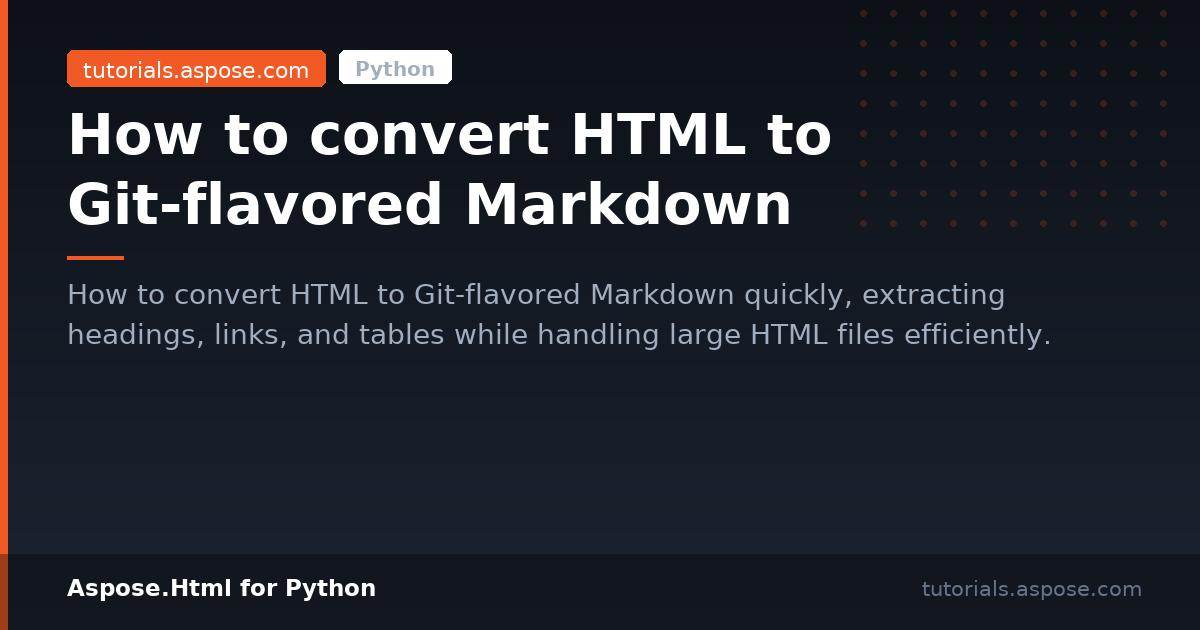 tutorials.aspose.com
Python
How to convert HTML to
Git-flavored Markdown
How to convert HTML to Git-flavored Markdown quickly, extracting
headings, links, and tables while handling large HTML files efficiently.
Aspose.Html for Python
tutorials.aspose.com